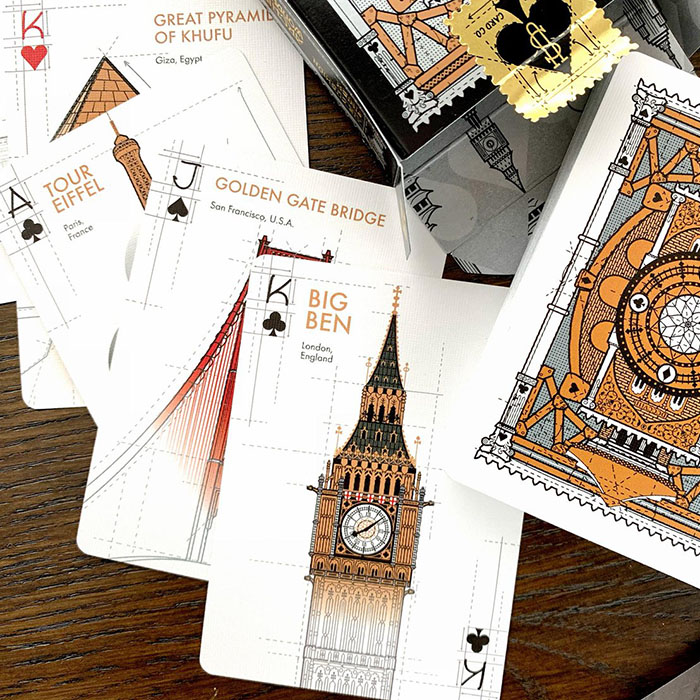 K
GREAT PYRAMID
OF KHUFU
Giza, Egypt
A
TOUR
EIFFEL
Paris,
France
J
GOLDEN GATE BRIDGE
San Francisco, U.S.A.
K
BIG
BEN
London,
England
K
CARD CO